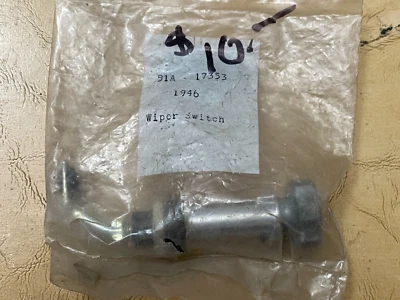 $10.—
91A - 17353
1946
Wiper Switch